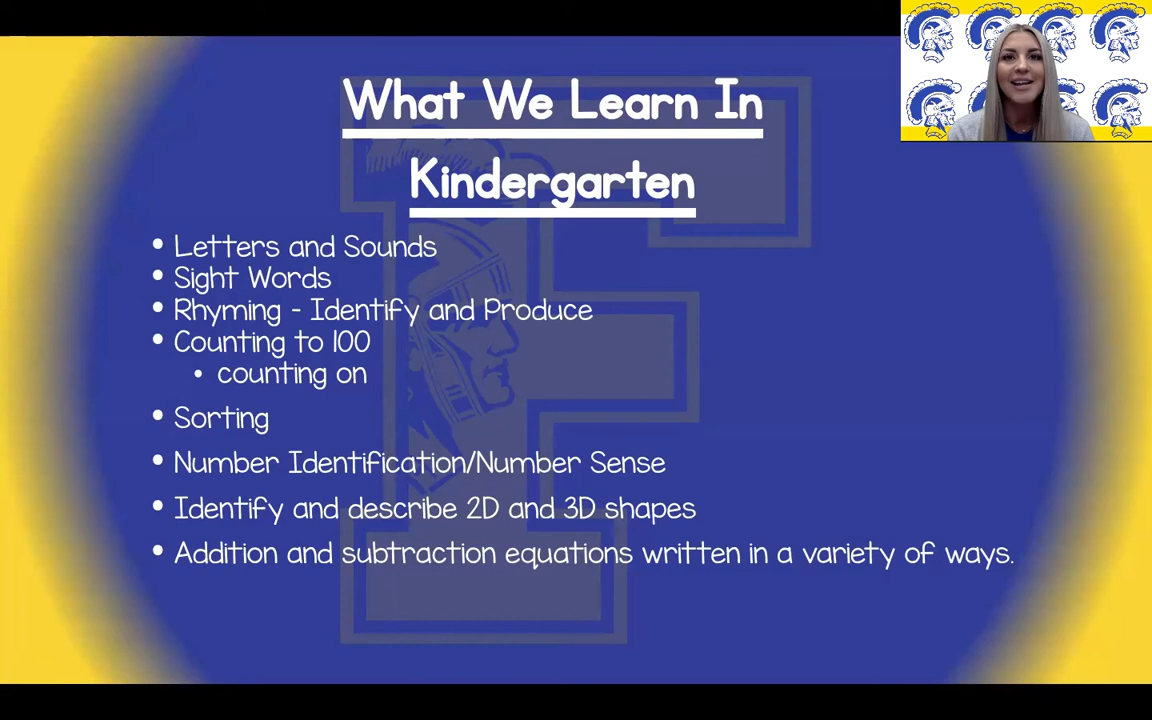 What We Learn In
Kindergarten
• Letters and Sounds
• Sight Words
• Rhyming - Identify and Produce
• Counting to 100
• counting on
• Sorting
• Number Identification/Number Sense
• Identify and describe 2D and 3D shapes
• Addition and subtraction equations written in a variety of ways.